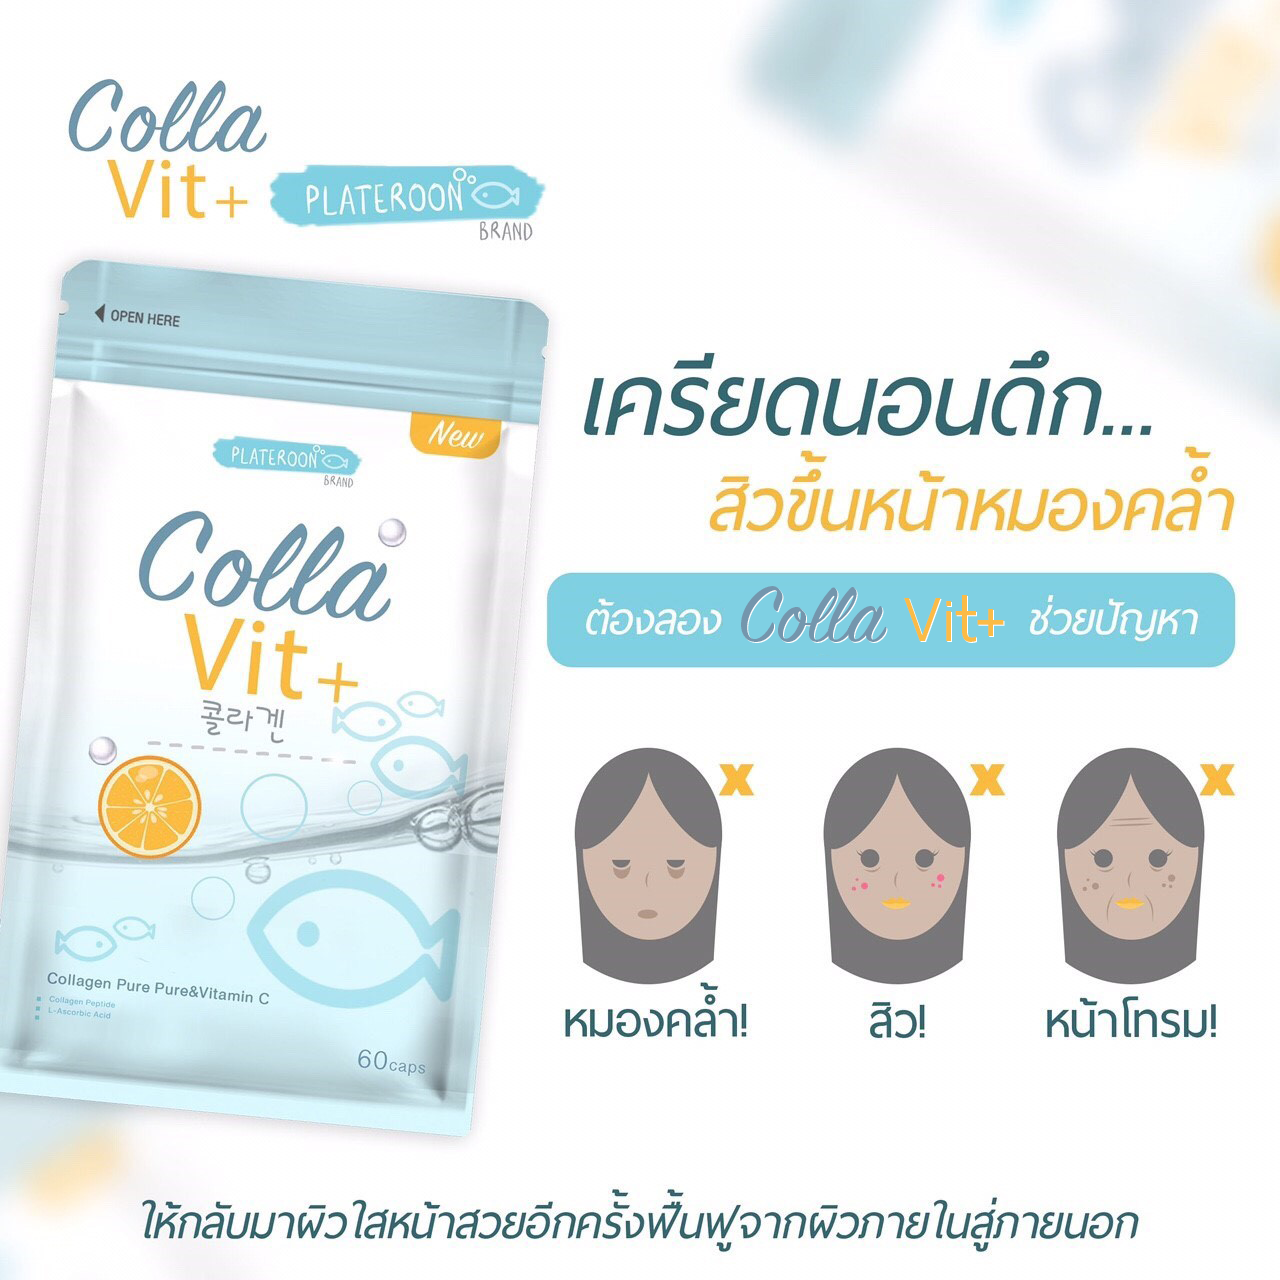 Colla
Vit+
PLATEROON
BRAND
OPEN HERE
New
PLATEROON
BRAND
Colla
Vit+
콜라겐
Collagen Pure Pure&Vitamin C
Collagen Peptide
L-Ascorbic Acid
60caps
เครียดนอนดึก...
สิวขึ้นหน้าหมองคล้ำ
ต้องลอง Colla Vit+ ช่วยปัญหา
x x x
หมองคล้ำ! สิว! หน้าโทรม!
ให้กลับมาผิวใสหน้าสวยอีกครั้งฟื้นฟูจากผิวภายในสู่ภายนอก